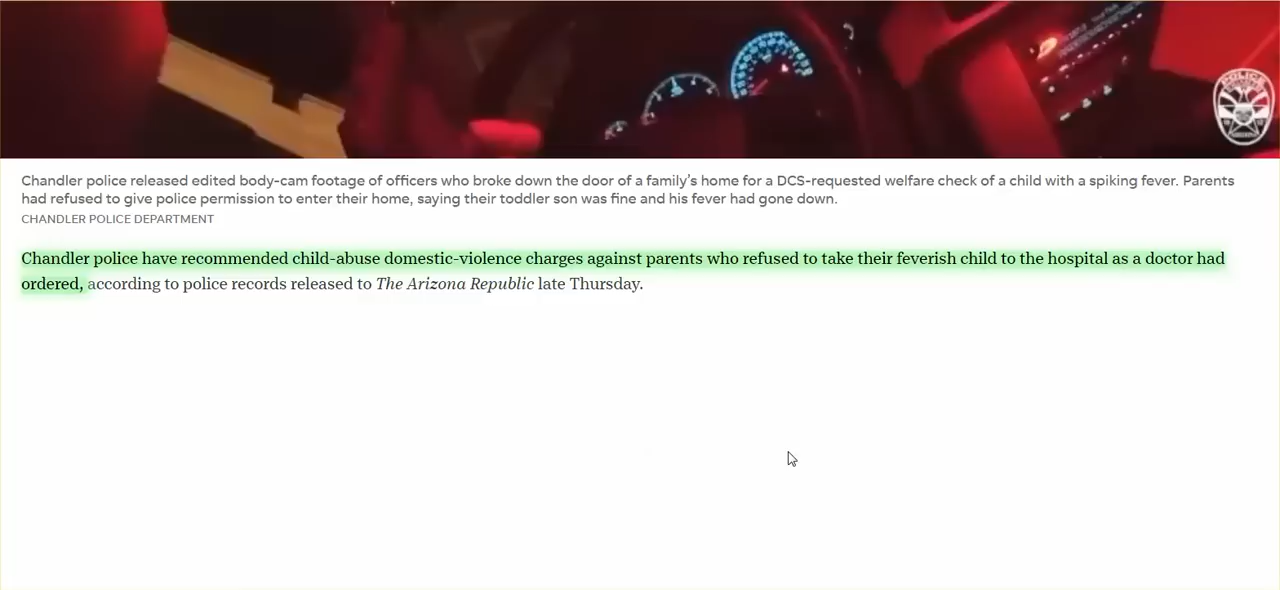 POLICE
Chandler police released edited body-cam footage of officers who broke down the door of a family's home for a DCS-requested welfare check of a child with a spiking fever. Parents
had refused to give police permission to enter their home, saying their toddler son was fine and his fever had gone down.
CHANDLER POLICE DEPARTMENT
Chandler police have recommended child-abuse domestic-violence charges against parents who refused to take their feverish child to the hospital as a doctor had
ordered, according to police records released to The Arizona Republic late Thursday.